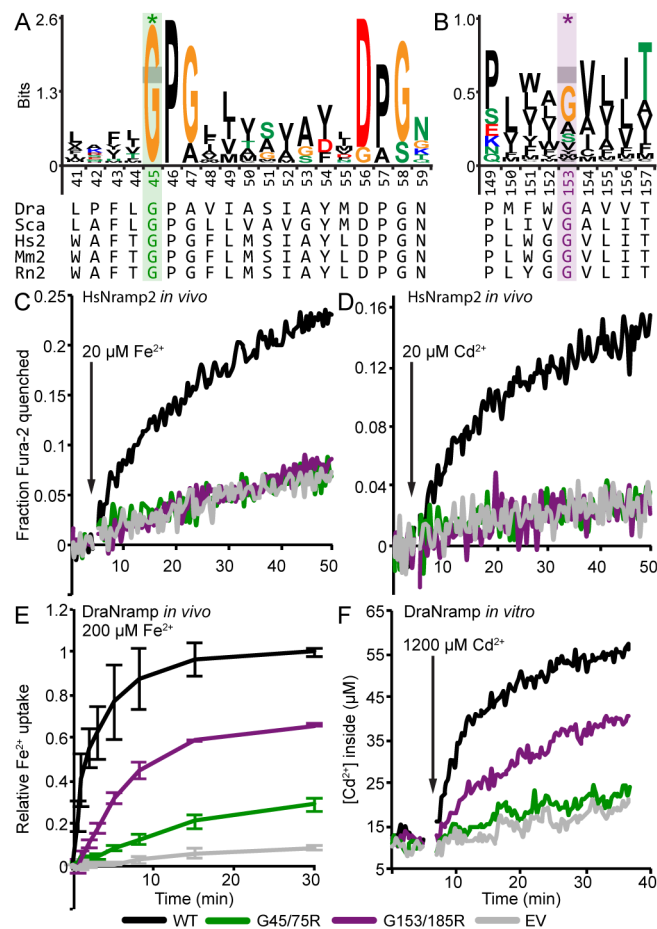 A
B
2.6
1.3
0
Bits
*
G P G D P G
41 42 43 44 45 46 47 48 49 50 51 52 53 54 55 56 57 58 59
Dra L P F L G P A V I A S I A Y M D P G N
Sca L A L L G P G L L V A V G Y M D P G N
Hs2 W A F T G P G F L M S I A Y L D P G N
Mm2 W A F T G P G F L M S I A Y L D P G N
Rn2 W A F T G P G F L M S I A Y L D P G N
1.0
0.5
0
*
149 150 151 152 153 154 155 156 157
P M F W G A V V T
P L I V G A L I T
P L W G G V L I T
P L W G G V L I T
P L Y G G V L I T
C
HsNramp2 in vivo
20 µM Fe²⁺
Fraction Fura-2 quenched
0.25
0.2
0.15
0.1
0.05
0
10 20 30 40 50
D
HsNramp2 in vivo
20 µM Cd²⁺
0.16
0.12
0.08
0.04
0
10 20 30 40 50
E
DraNramp in vivo
200 µM Fe²⁺
Relative Fe²⁺ uptake
1.2
1
0.8
0.6
0.4
0.2
0
10 20 30
Time (min)
F
DraNramp in vitro
1200 µM Cd²⁺
[Cd²⁺] inside (µM)
65
55
45
35
25
15
5
0 10 20 30 40
Time (min)
WT G45/75R G153/185R EV